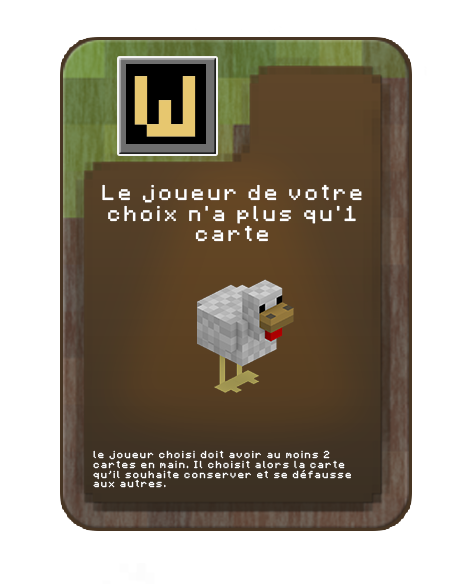 W
Le joueur de votre
choix n'a plus qu'1
carte
le joueur choisi doit avoir au moins 2
cartes en main. Il choisit alors la carte
qu'il souhaite conserver et se défausse
aux autres.